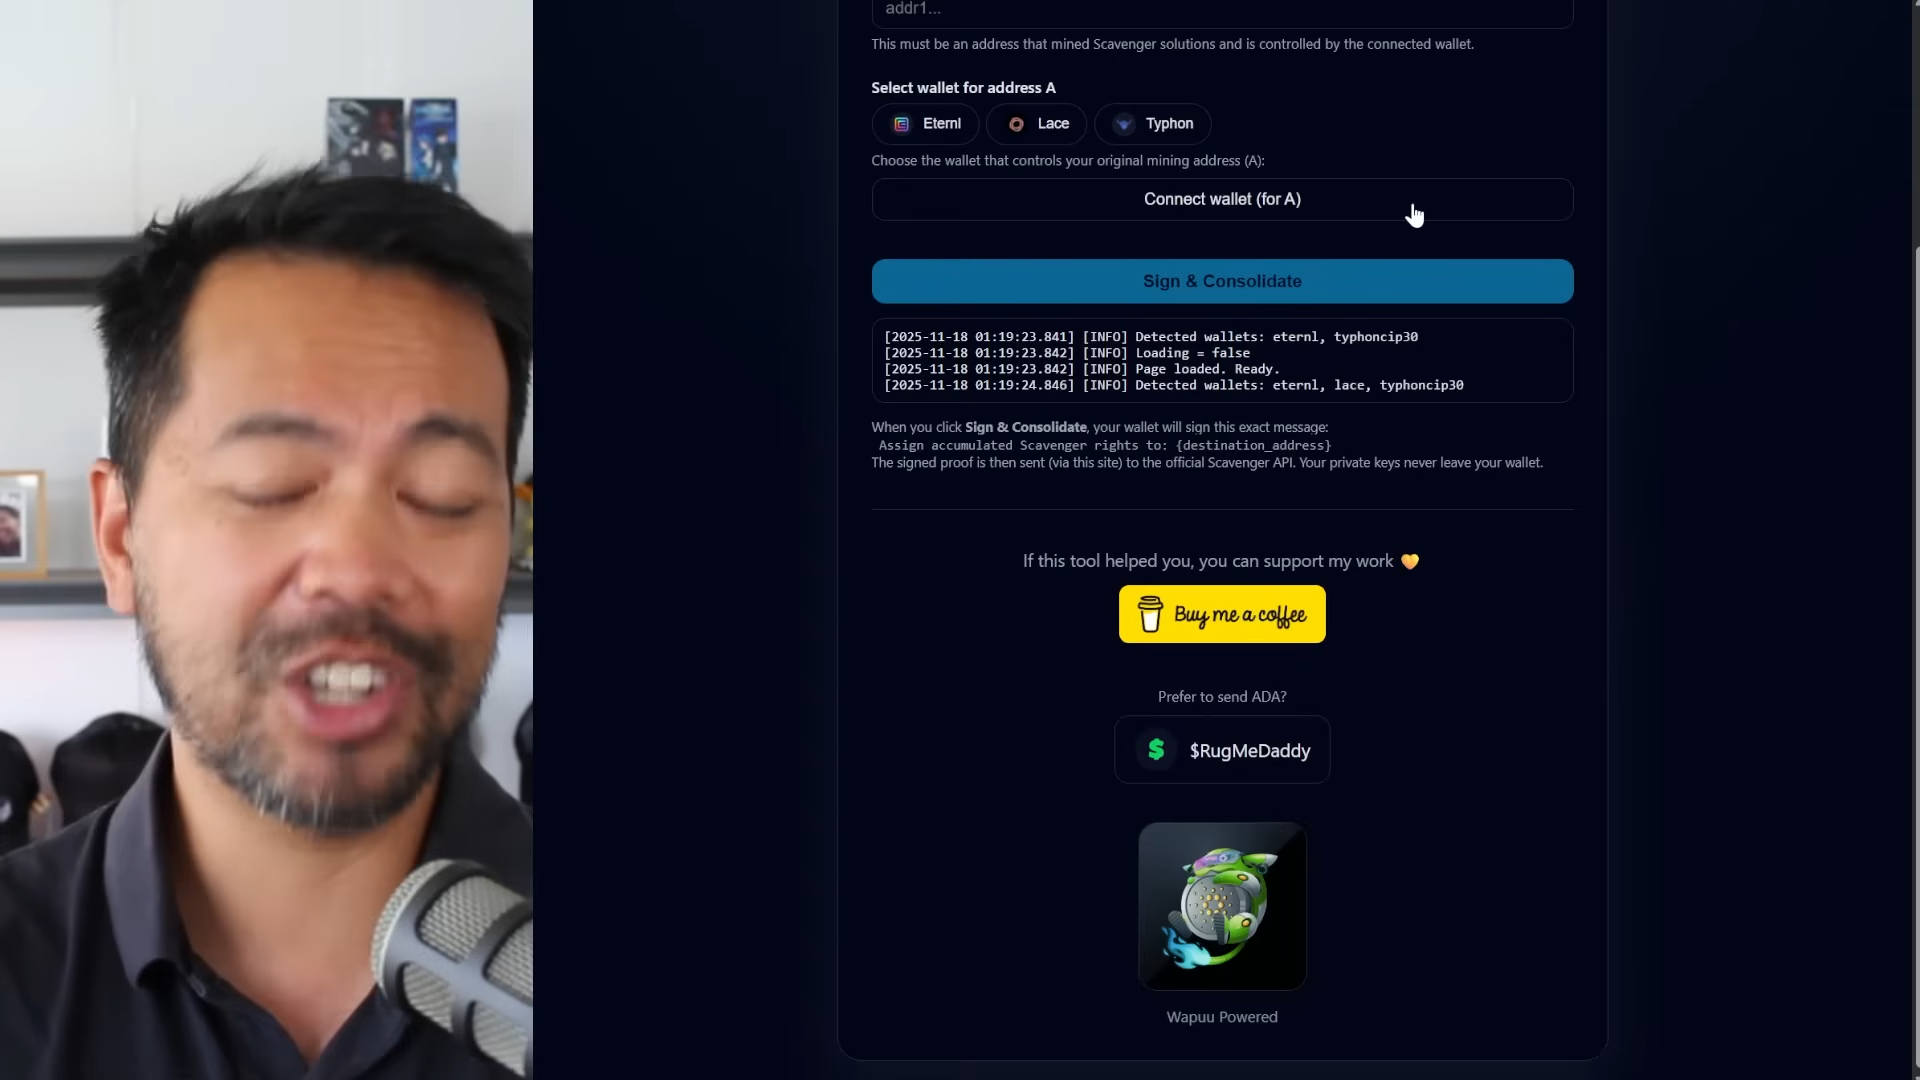 addr1...
This must be an address that mined Scavenger solutions and is controlled by the connected wallet.
Select wallet for address A
Eternl
Lace
Typhon
Choose the wallet that controls your original mining address (A):
Connect wallet (for A)
Sign & Consolidate
[2025-11-18 01:19:23.841] [INFO] Detected wallets: eternl, typhoncip30
[2025-11-18 01:19:23.842] [INFO] Loading = false
[2025-11-18 01:19:23.842] [INFO] Page loaded. Ready.
[2025-11-18 01:19:24.846] [INFO] Detected wallets: eternl, lace, typhoncip30
When you click Sign & Consolidate, your wallet will sign this exact message:
Assign accumulated Scavenger rights to: {destination_address}
The signed proof is then sent (via this site) to the official Scavenger API. Your private keys never leave your wallet.
If this tool helped you, you can support my work 💛
Buy me a coffee
Prefer to send ADA?
$ $RugMeDaddy
Wapuu Powered